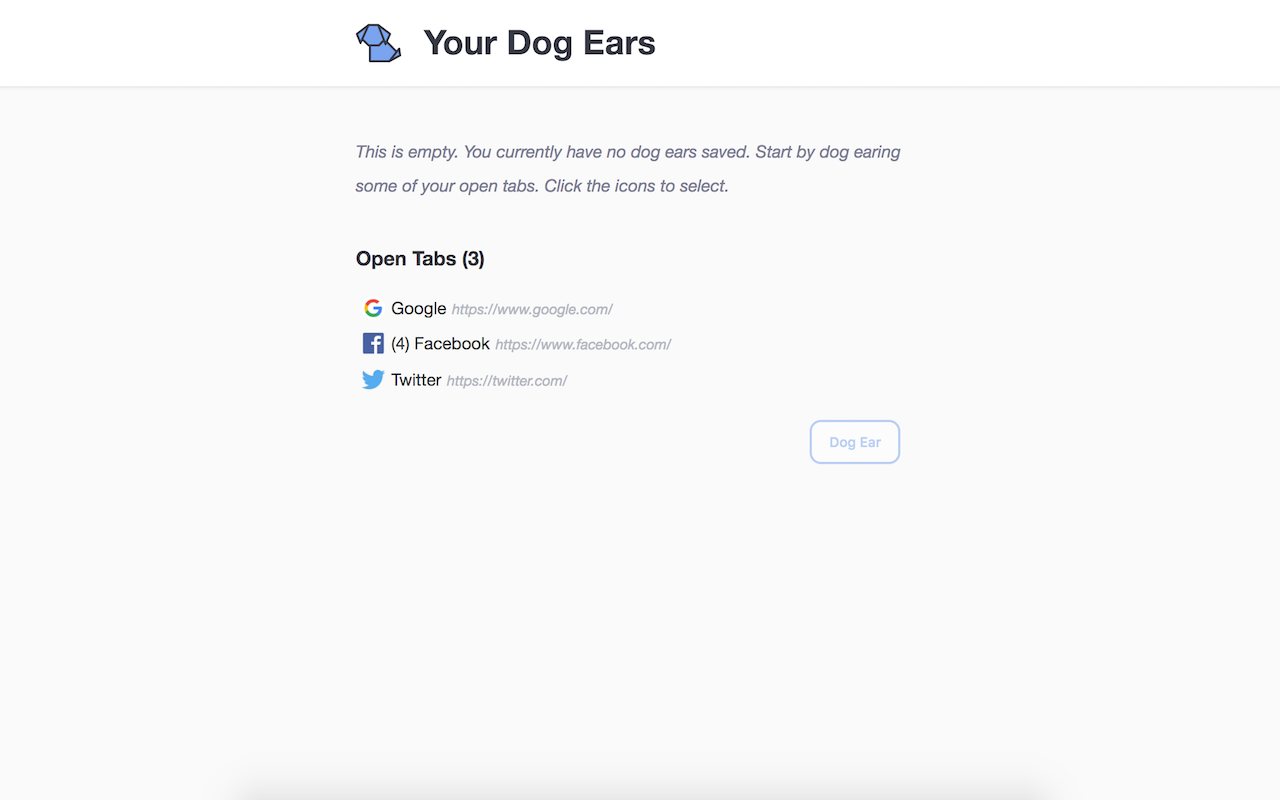 Your Dog Ears
This is empty. You currently have no dog ears saved. Start by dog earing
some of your open tabs. Click the icons to select.
Open Tabs (3)
Google https://www.google.com/
(4) Facebook https://www.facebook.com/
Twitter https://twitter.com/
Dog Ear